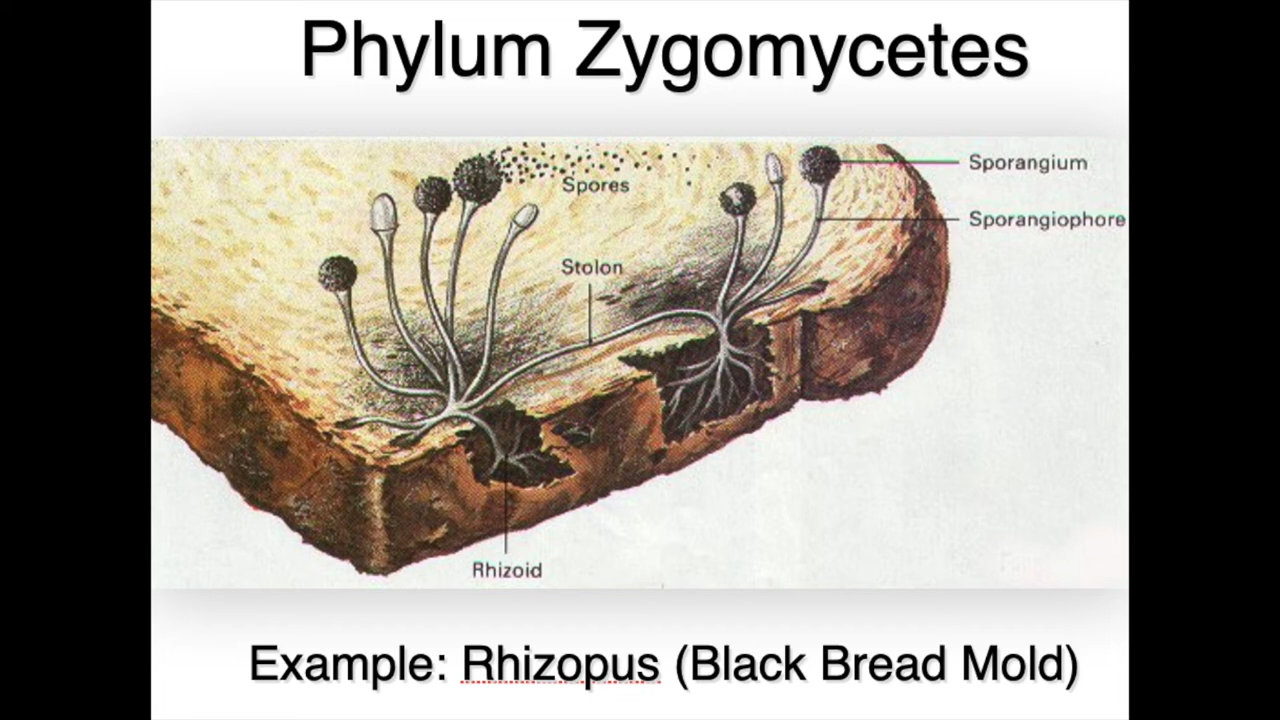 Phylum Zygomycetes
Sporangium
Spores
Sporangiophore
Stolon
Rhizoid
Example: Rhizopus (Black Bread Mold)